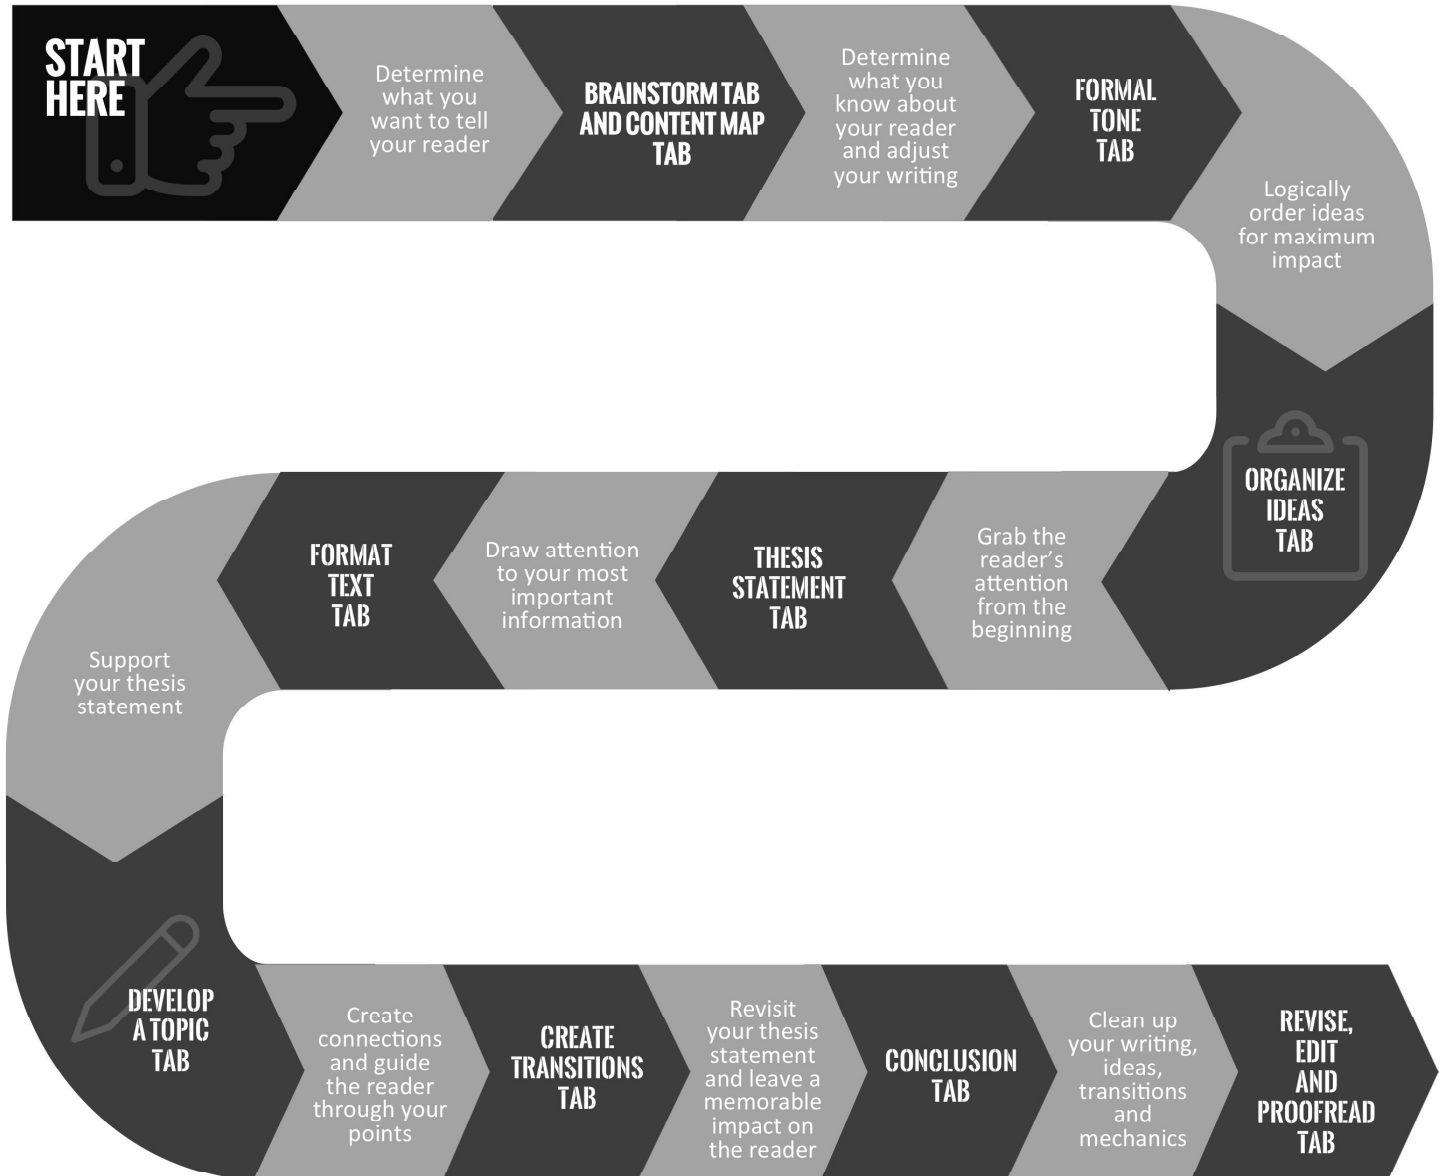 START
HERE
Determine
what you
want to tell
your reader
BRAINSTORM TAB
AND CONTENT MAP
TAB
Determine
what you
know about
your reader
and adjust
your writing
FORMAL
TONE
TAB
Logically
order ideas
for maximum
impact
ORGANIZE
IDEAS
TAB
Grab the
reader’s
attention
from the
beginning
THESIS
STATEMENT
TAB
Draw attention
to your most
important
information
FORMAT
TEXT
TAB
Support
your thesis
statement
DEVELOP
A TOPIC
TAB
Create
connections
and guide
the reader
through your
points
CREATE
TRANSITIONS
TAB
Revisit
your thesis
statement
and leave a
memorable
impact on
the reader
CONCLUSION
TAB
Clean up
your writing,
ideas,
transitions
and
mechanics
REVISE,
EDIT
AND
PROOFREAD
TAB